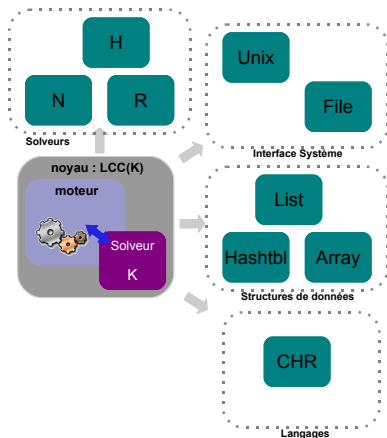 H
N
R
Solveurs
Unix
File
Interface Système
noyau : LCC(K)
moteur
Solveur
K
List
Hashtbl
Array
Structures de données
CHR
Langages